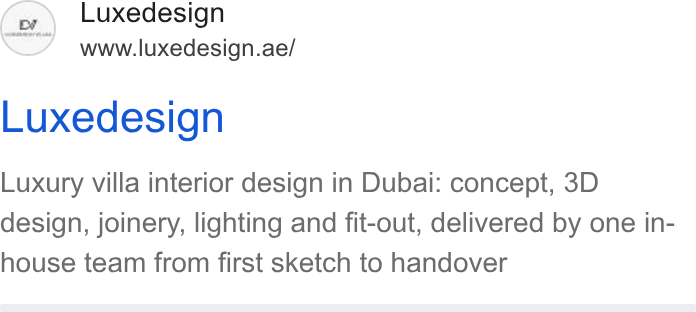 Luxedesign
www.luxedesign.ae/
Luxedesign
Luxury villa interior design in Dubai: concept, 3D
design, joinery, lighting and fit-out, delivered by one in-
house team from first sketch to handover